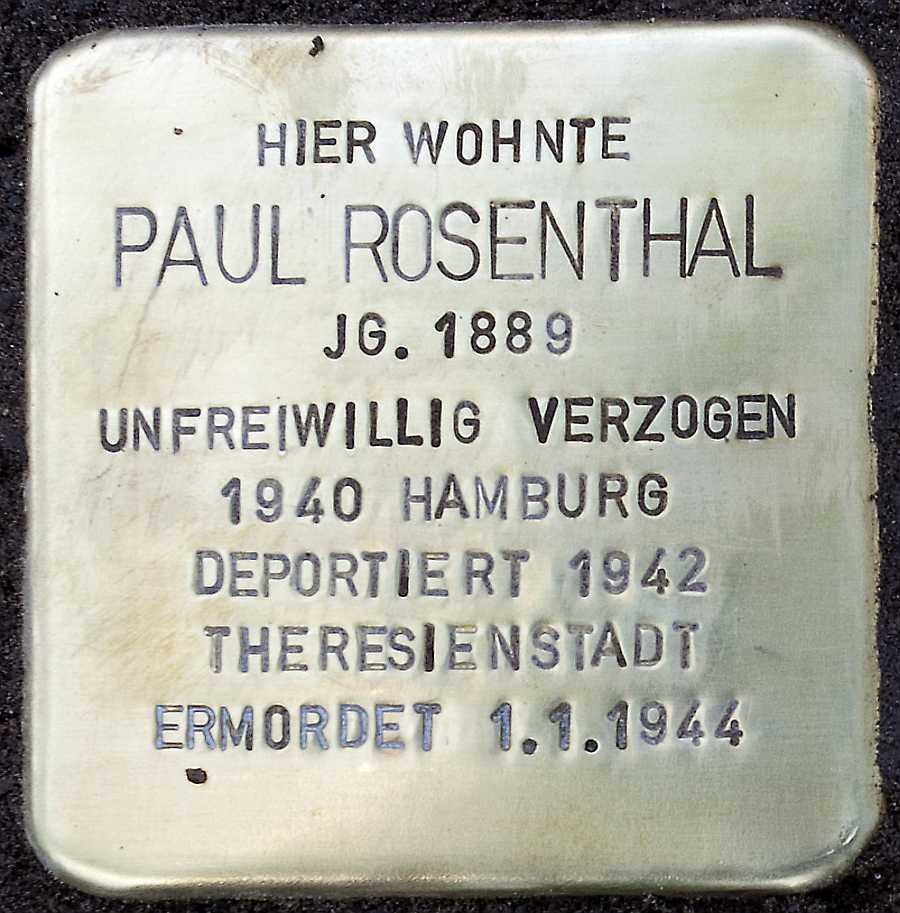 HIER WOHNTE
PAUL ROSENTHAL
JG. 1889
UNFREIWILLIG VERZOGEN
1940 HAMBURG
DEPORTIERT 1942
THERESIENSTADT
ERMORDET 1.1.1944